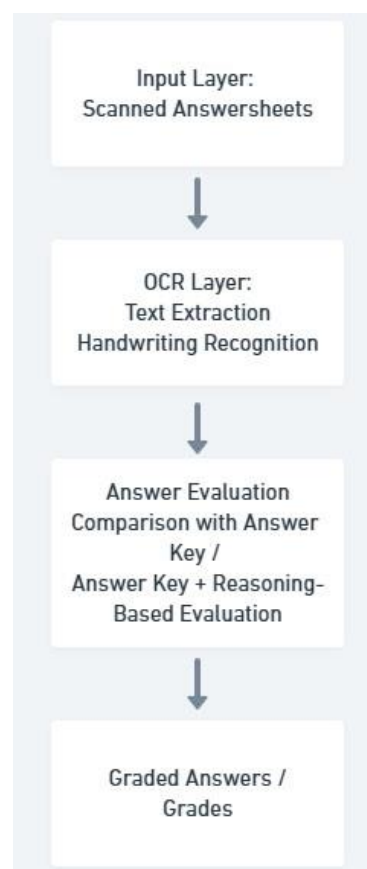 Input Layer:
Scanned Answersheets
OCR Layer:
Text Extraction
Handwriting Recognition
Answer Evaluation
Comparison with Answer
Key /
Answer Key + Reasoning-
Based Evaluation
Graded Answers /
Grades